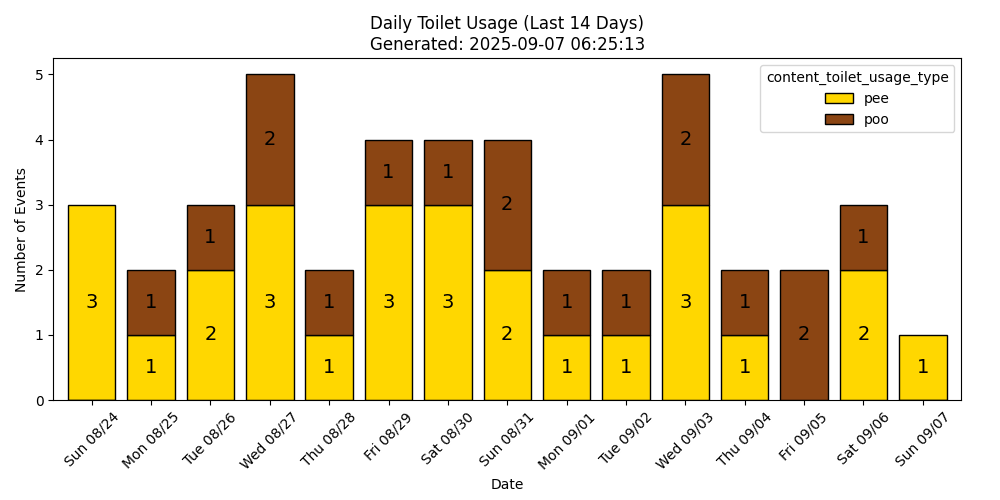 Daily Toilet Usage (Last 14 Days)
Generated: 2025-09-07 06:25:13
content_toilet_usage_type
pee
poo
Number of Events
5
4
3
2
1
0
3
1
1
2
1
3
2
1
1
3
1
3
1
2
2
1
1
1
1
3
2
1
1
2
2
1
1
Sun 08/24
Mon 08/25
Tue 08/26
Wed 08/27
Thu 08/28
Fri 08/29
Sat 08/30
Sun 08/31
Mon 09/01
Tue 09/02
Wed 09/03
Thu 09/04
Fri 09/05
Sat 09/06
Sun 09/07
Date